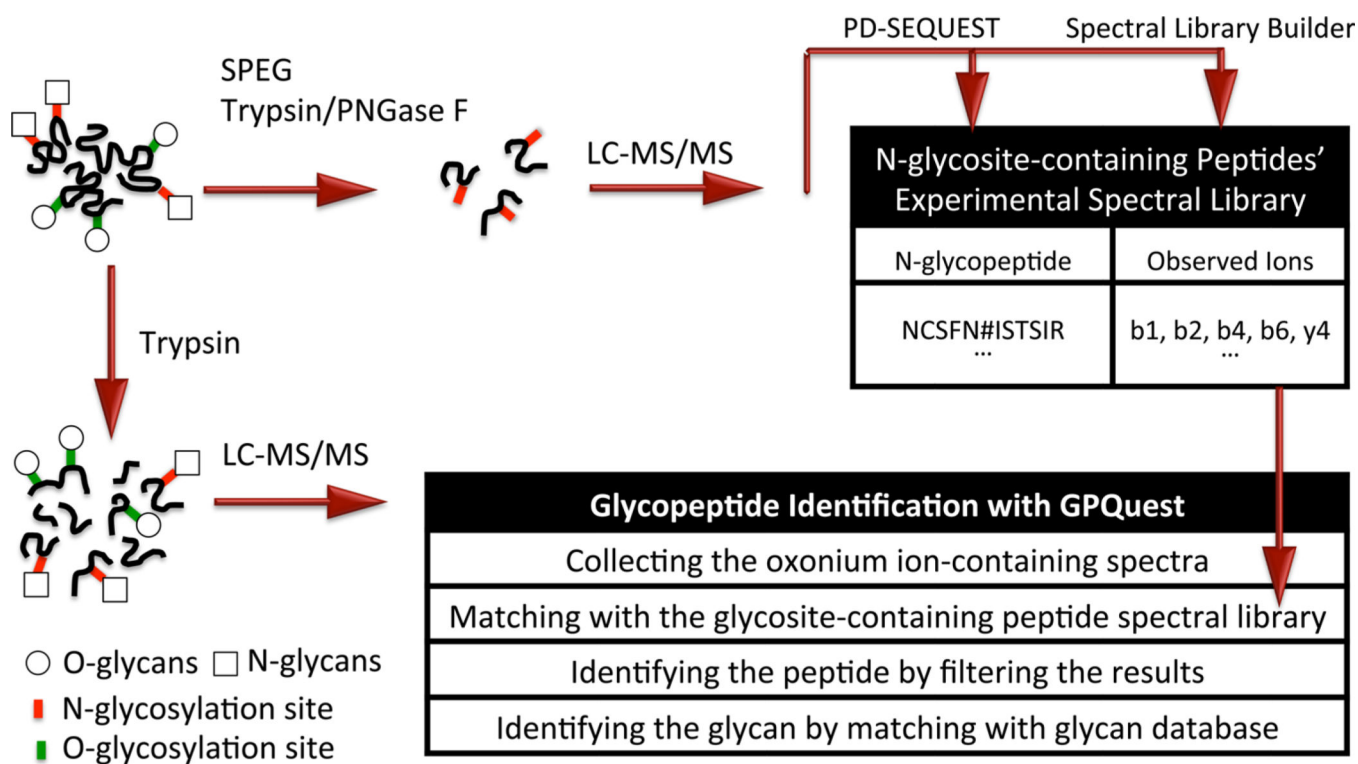 PD-SEQUEST
Spectral Library Builder
SPEG
Trypsin/PNGase F
LC-MS/MS
N-glycosite-containing Peptides’
Experimental Spectral Library
N-glycopeptide
Observed Ions
NCSFN#ISTSIR
...
b1, b2, b4, b6, y4
...
Trypsin
LC-MS/MS
Glycopeptide Identification with GPQuest
Collecting the oxonium ion-containing spectra
Matching with the glycosite-containing peptide spectral library
Identifying the peptide by filtering the results
Identifying the glycan by matching with glycan database
O-glycans
N-glycans
N-glycosylation site
O-glycosylation site